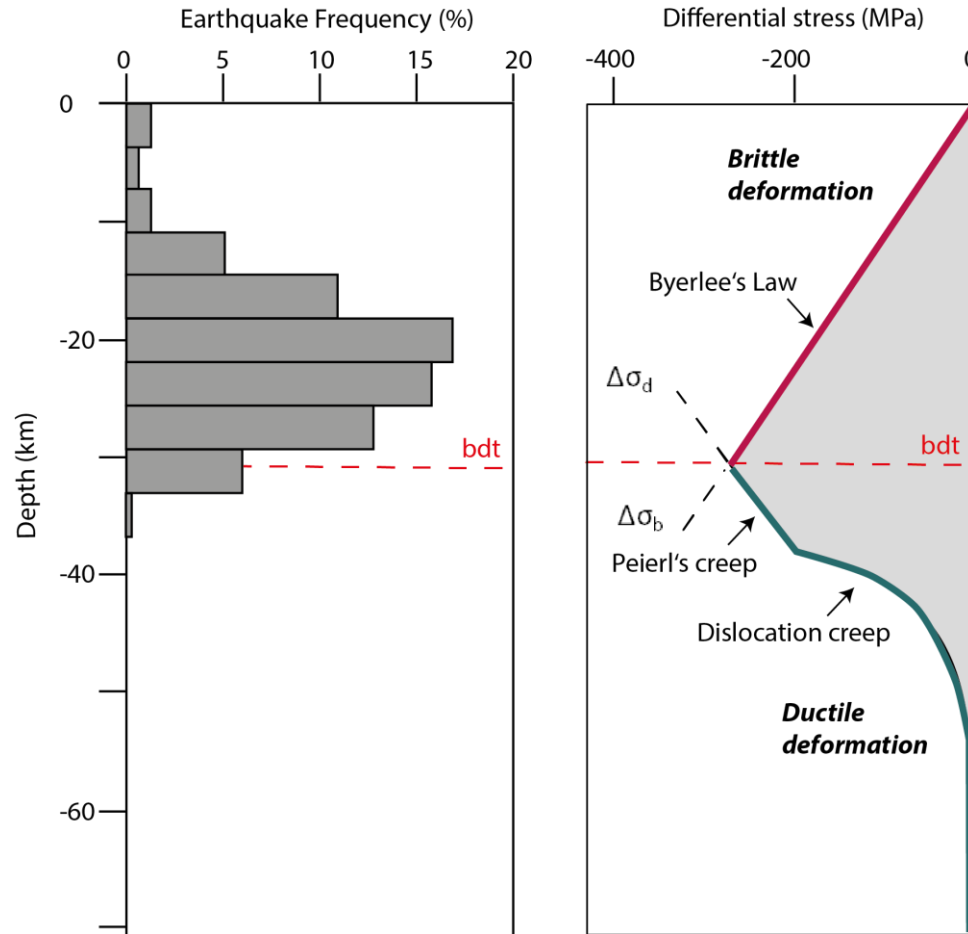 Earthquake Frequency (%)
0 5 10 15 20
0
-20
-40
-60
Depth (km)
bdt
Differential stress (MPa)
-400 -200 0
Brittle
deformation
Byerlee‘s Law
Δσd
bdt
Δσb
Peierl‘s creep
Dislocation creep
Ductile
deformation